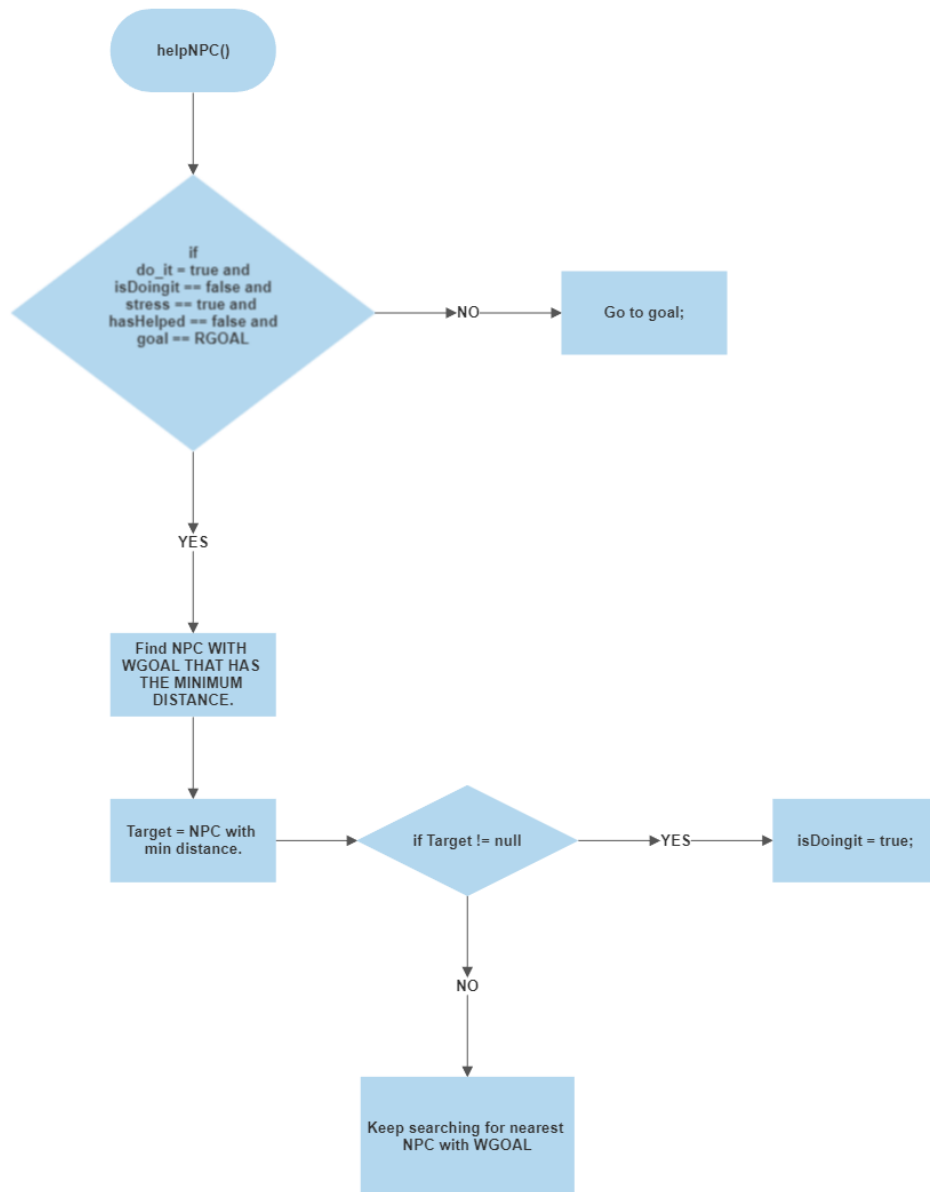 helpNPC()
if
do_it = true and
isDoingit == false and
stress == true and
hasHelped == false and
goal == RGOAL
NO
Go to goal;
YES
Find NPC WITH
WGOAL THAT HAS
THE MINIMUM
DISTANCE.
Target = NPC with
min distance.
if Target != null
YES
isDoingit = true;
NO
Keep searching for nearest
NPC with WGOAL